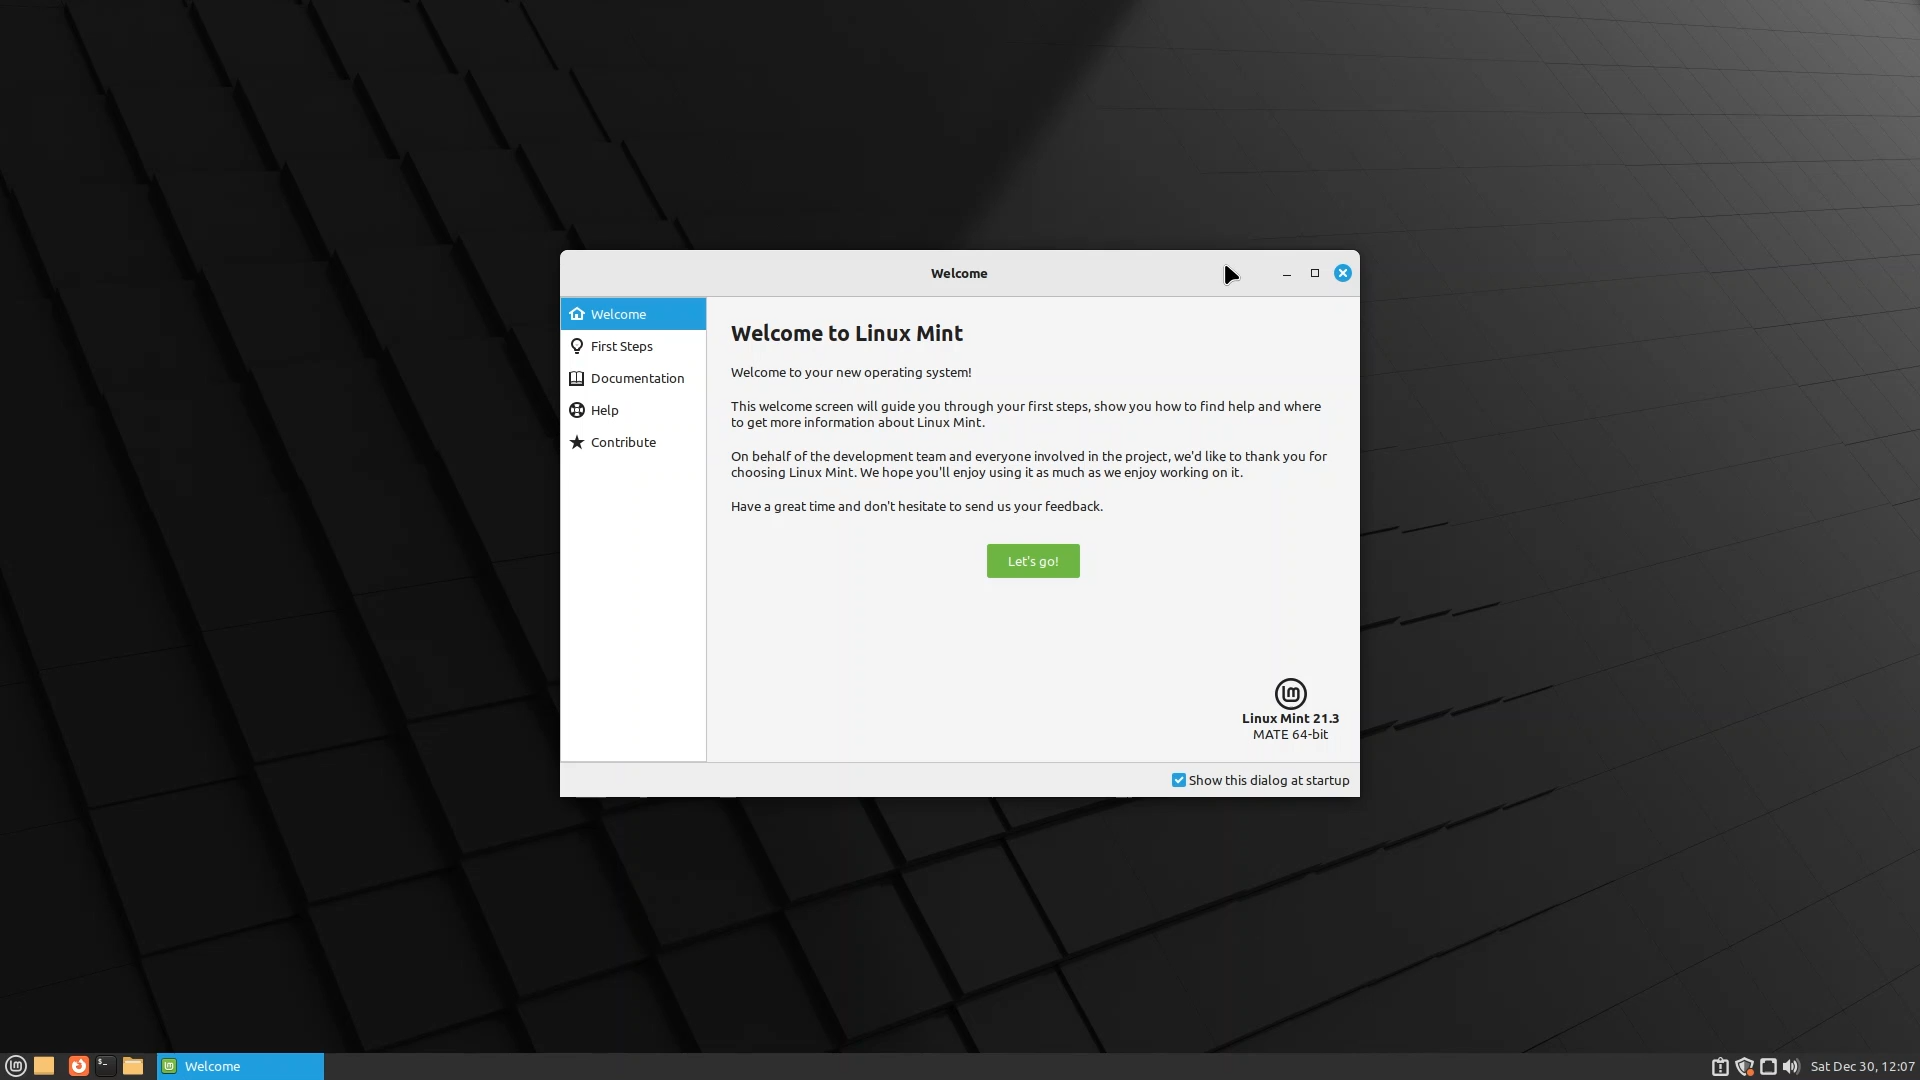 Welcome
Welcome
First Steps
Documentation
Help
Contribute
Welcome to Linux Mint
Welcome to your new operating system!
This welcome screen will guide you through your first steps, show you how to find help and where
to get more information about Linux Mint.
On behalf of the development team and everyone involved in the project, we'd like to thank you for
choosing Linux Mint. We hope you'll enjoy using it as much as we enjoy working on it.
Have a great time and don't hesitate to send us your feedback.
Let's go!
Linux Mint 21.3
MATE 64-bit
Show this dialog at startup
Welcome
Sat Dec 30, 12:07